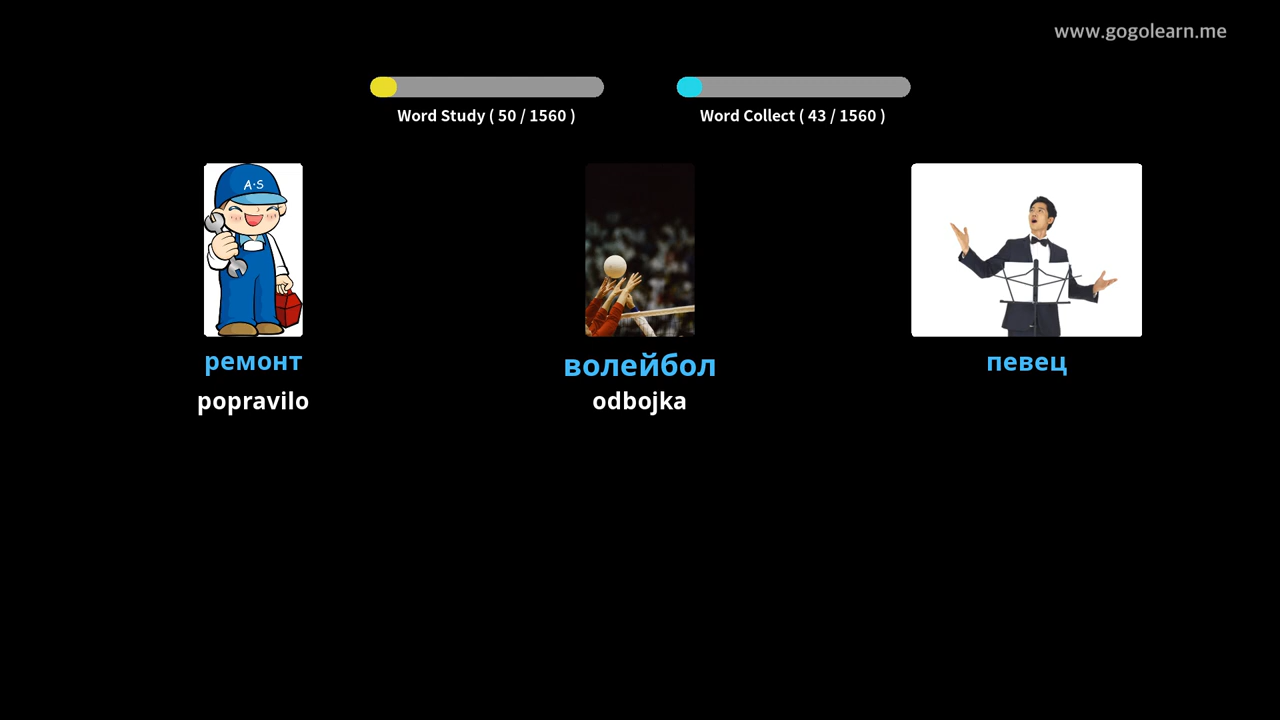 www.gogolearn.me
Word Study ( 50 / 1560 )
Word Collect ( 43 / 1560 )
A·S
ремонт
волейбол
певец
popravilo
odbojka